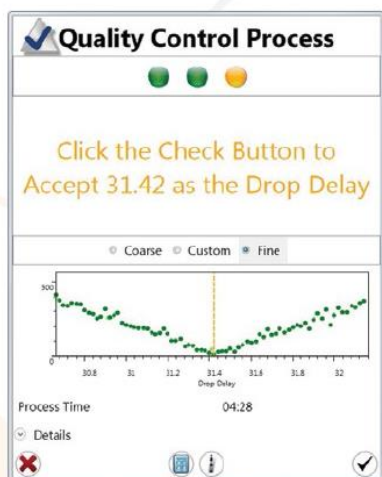 Quality Control Process
Click the Check Button to
Accept 31.42 as the Drop Delay
Coarse Custom Fine
300
0
30.8 31 31.2 31.4 31.6 31.8 32
Drop Delay
Process Time 04:28
Details